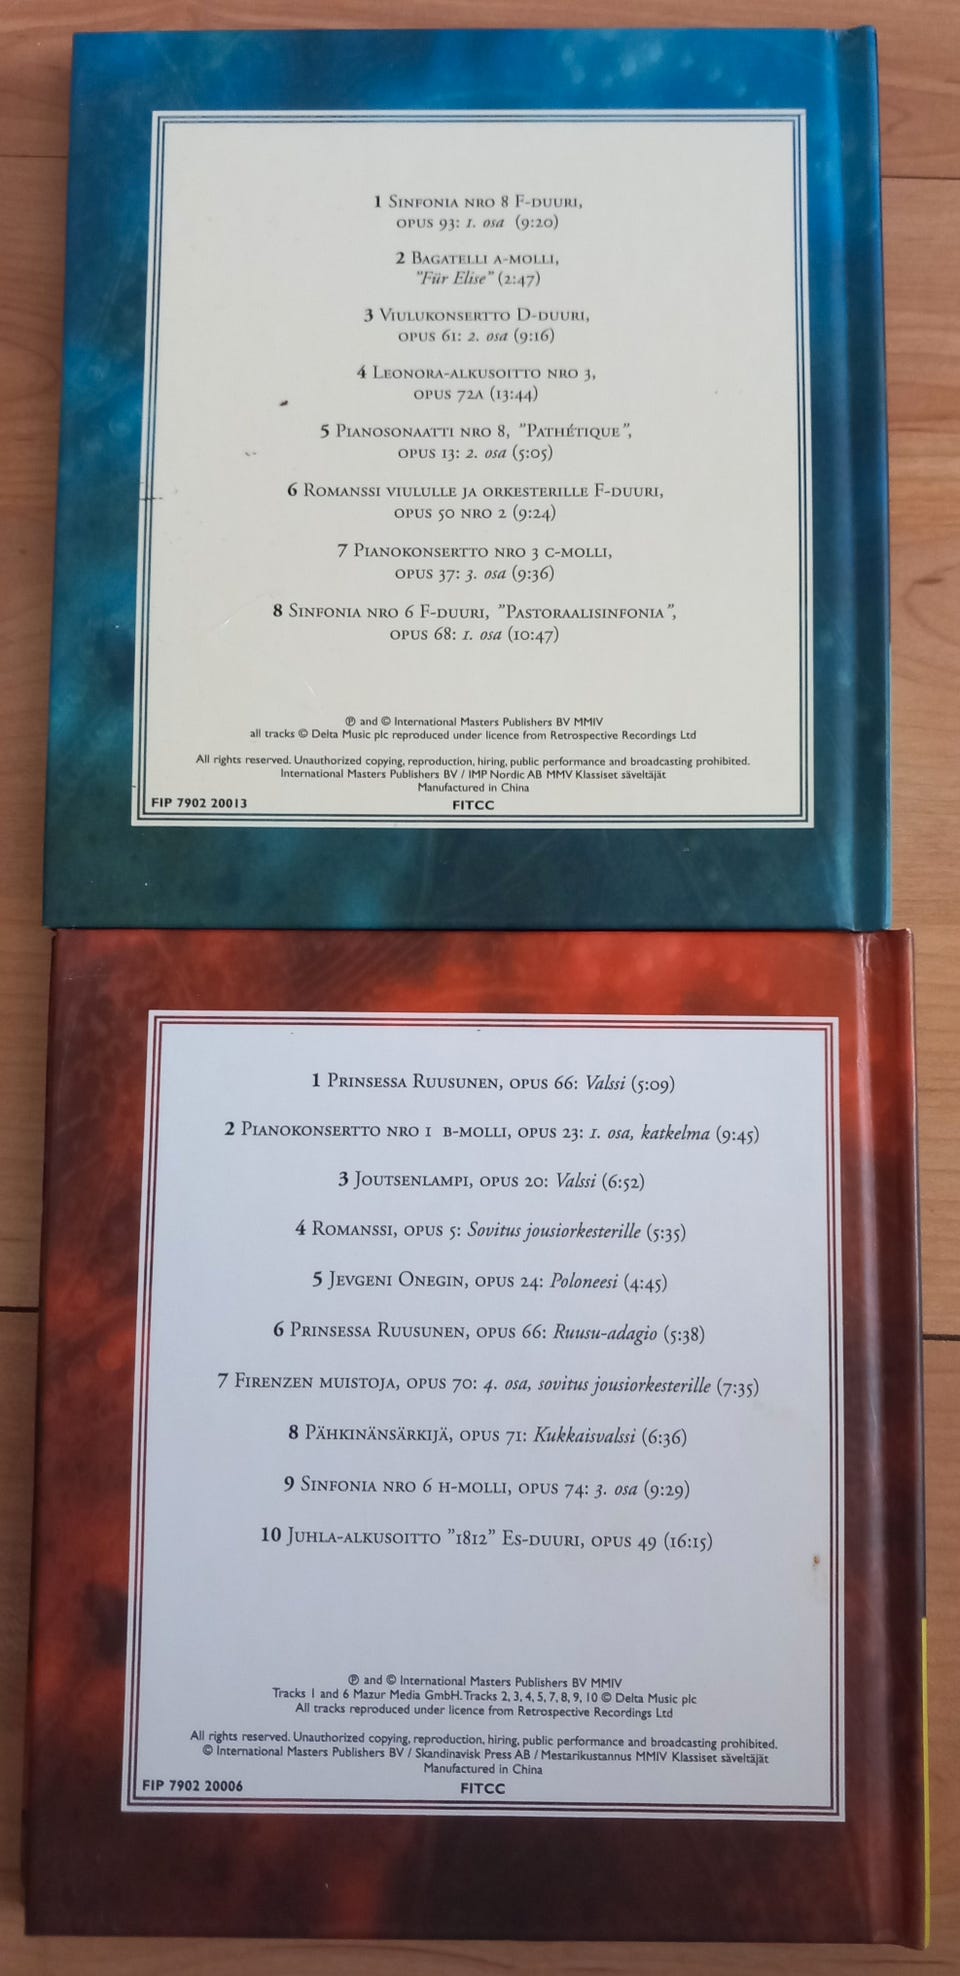 1 Sinfonia nro 8 F-duuri,
opus 93: 1. osa (9:20)
2 Bagatelli a-molli,
"Für Elise" (2:47)
3 Viulukonsertto D-duuri,
opus 61: 2. osa (9:16)
4 Leonora-alkusoitto nro 3,
opus 72a (13:44)
5 Pianosonaatti nro 8, "Pathétique",
opus 13: 2. osa (5:05)
6 Romanssi viululle ja orkesterille F-duuri,
opus 50 nro 2 (9:24)
7 Pianokonsertto nro 3 c-molli,
opus 37: 3. osa (9:36)
8 Sinfonia nro 6 F-duuri, "Pastoraalisinfonia",
opus 68: 1. osa (10:47)
℗ and © International Masters Publishers BV MMIV
all tracks © Delta Music plc reproduced under licence from Retrospective Recordings Ltd
All rights reserved. Unauthorized copying, reproduction, hiring, public performance and broadcasting prohibited.
International Masters Publishers BV / IMP Nordic AB MMV Klassiset säveltäjät
Manufactured in China
FIP 7902 20013 FITCC
1 Prinsessa Ruusunen, opus 66: Valssi (5:09)
2 Pianokonsertto nro 1 b-molli, opus 23: 1. osa, katkelma (9:45)
3 Joutsenlampi, opus 20: Valssi (6:52)
4 Romanssi, opus 5: Sovitus jousiorkesterille (5:35)
5 Jevgeni Onegin, opus 24: Poloneesi (4:45)
6 Prinsessa Ruusunen, opus 66: Ruusu-adagio (5:38)
7 Firenzen muistoja, opus 70: 4. osa, sovitus jousiorkesterille (7:35)
8 Pähkinänsärkijä, opus 71: Kukkaisvalssi (6:36)
9 Sinfonia nro 6 h-molli, opus 74: 3. osa (9:29)
10 Juhla-alkusoitto "1812" Es-duuri, opus 49 (16:15)
℗ and © International Masters Publishers BV MMIV
Tracks 1 and 6 Mazur Media GmbH. Tracks 2, 3, 4, 5, 7, 8, 9, 10 © Delta Music plc
All tracks reproduced under licence from Retrospective Recordings Ltd
All rights reserved. Unauthorized copying, reproduction, hiring, public performance and broadcasting prohibited.
© International Masters Publishers BV / Skandinavisk Press AB / Mestarikustannus MMIV Klassiset säveltäjät
Manufactured in China
FIP 7902 20006 FITCC